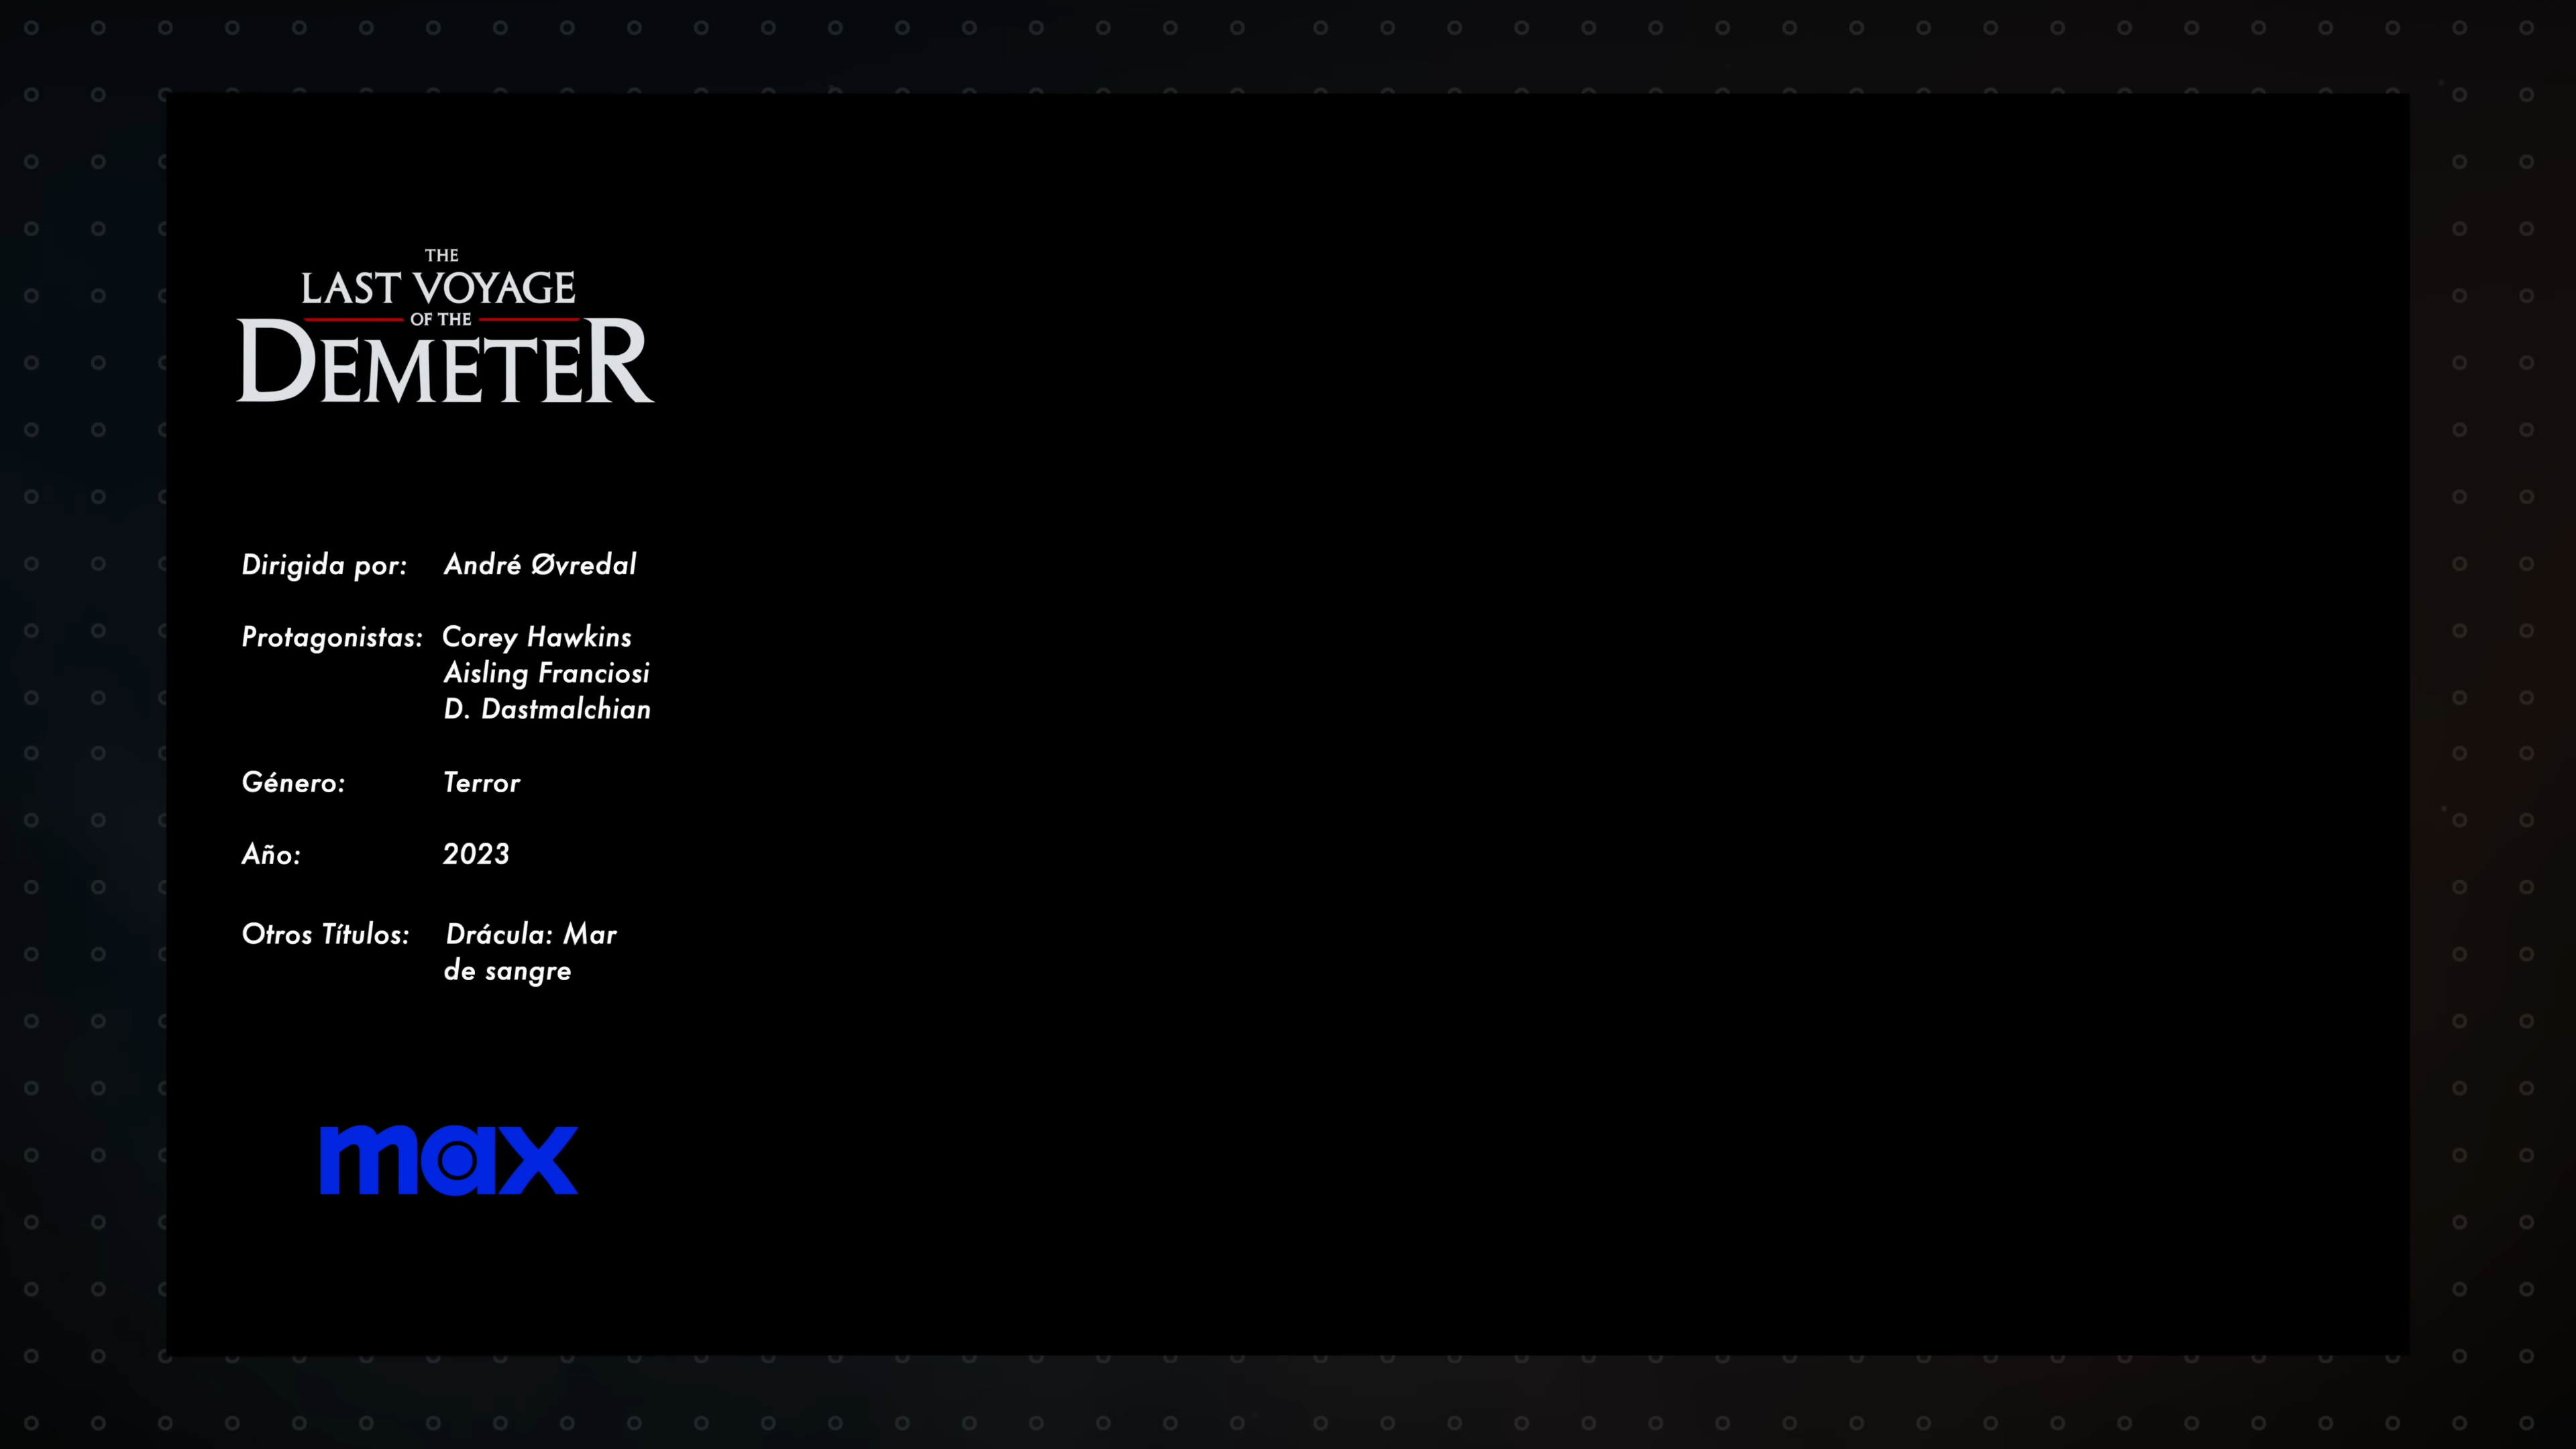 THE
LAST VOYAGE
OF THE
DEMETER
Dirigida por: André Øvredal
Protagonistas: Corey Hawkins
Aisling Franciosi
D. Dastmalchian
Género: Terror
Año: 2023
Otros Títulos: Drácula: Mar
de sangre
max